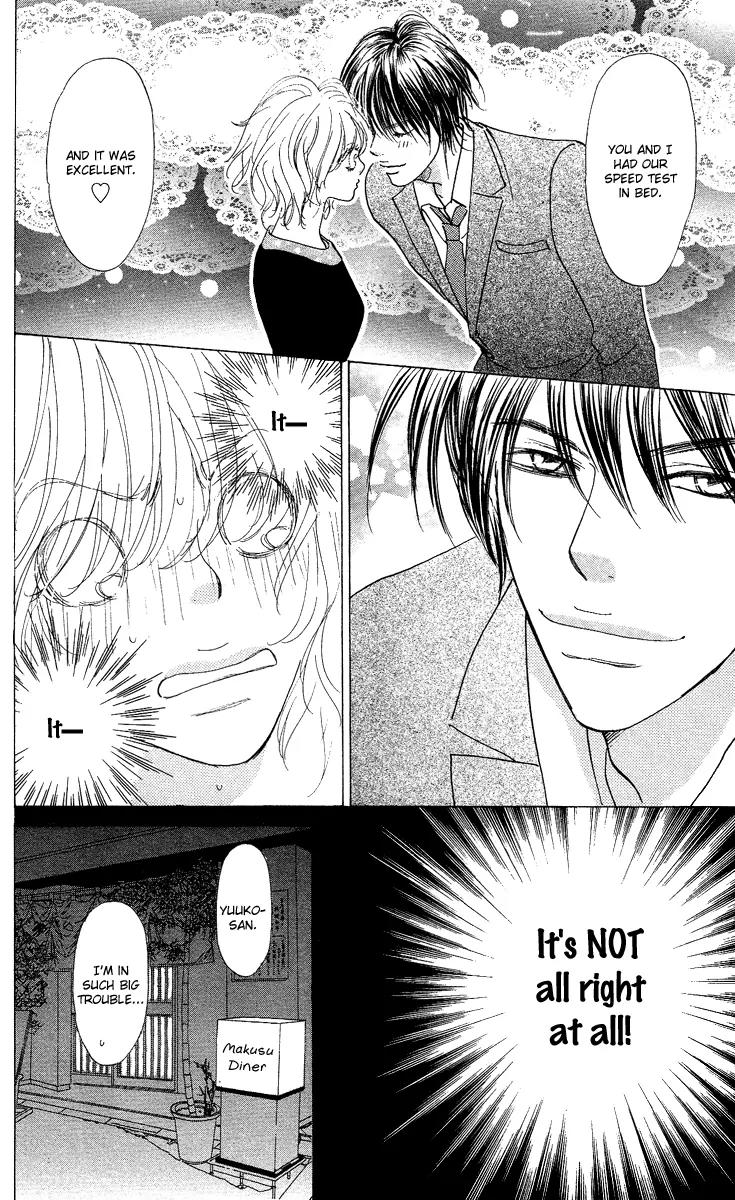 YOU AND I
HAD OUR
SPEED TEST
IN BED.
AND IT WAS
EXCELLENT.
♡
It—
It—
It's NOT
all right
at all!
YUUKO-
SAN.
I'M IN
SUCH BIG
TROUBLE...
Makusu
Diner